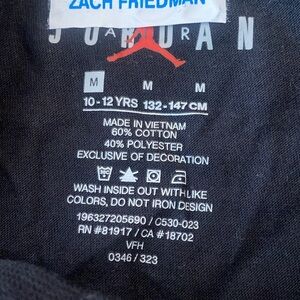 ZACH FRIEDMAN
JORDAN
AIR
M M M
10-12 YRS 132-147 CM
MADE IN VIETNAM
60% COTTON
40% POLYESTER
EXCLUSIVE OF DECORATION
WASH INSIDE OUT WITH LIKE
COLORS, DO NOT IRON DESIGN
196327205690 / C530-023
RN #81917 / CA #18702
VFH
0346 / 323